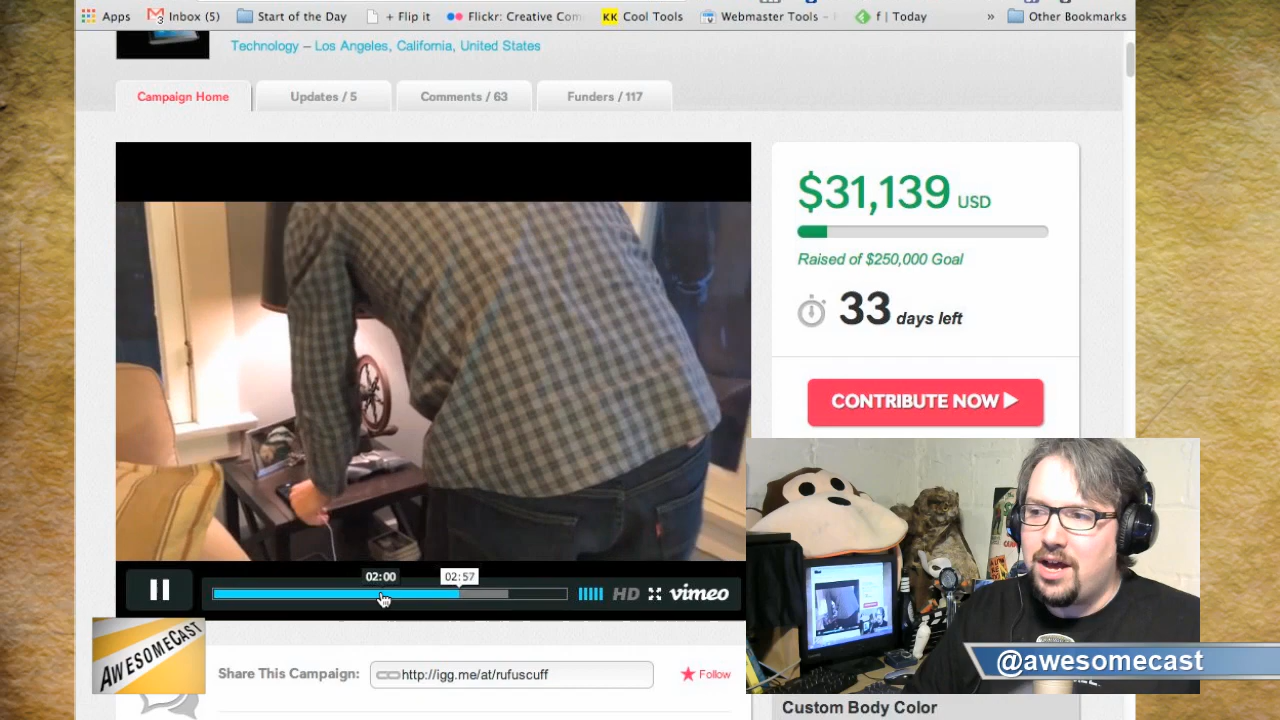 Apps Inbox (5) Start of the Day + Flip it Flickr: Creative Com KK Cool Tools Webmaster Tools - f | Today » Other Bookmarks
Technology – Los Angeles, California, United States
Campaign Home Updates / 5 Comments / 63 Funders / 117
$31,139 USD
Raised of $250,000 Goal
33 days left
CONTRIBUTE NOW
02:00 02:57
HD vimeo
AWESOMECAST
Share This Campaign: http://igg.me/at/rufuscuff Follow
@awesomecast
Custom Body Color